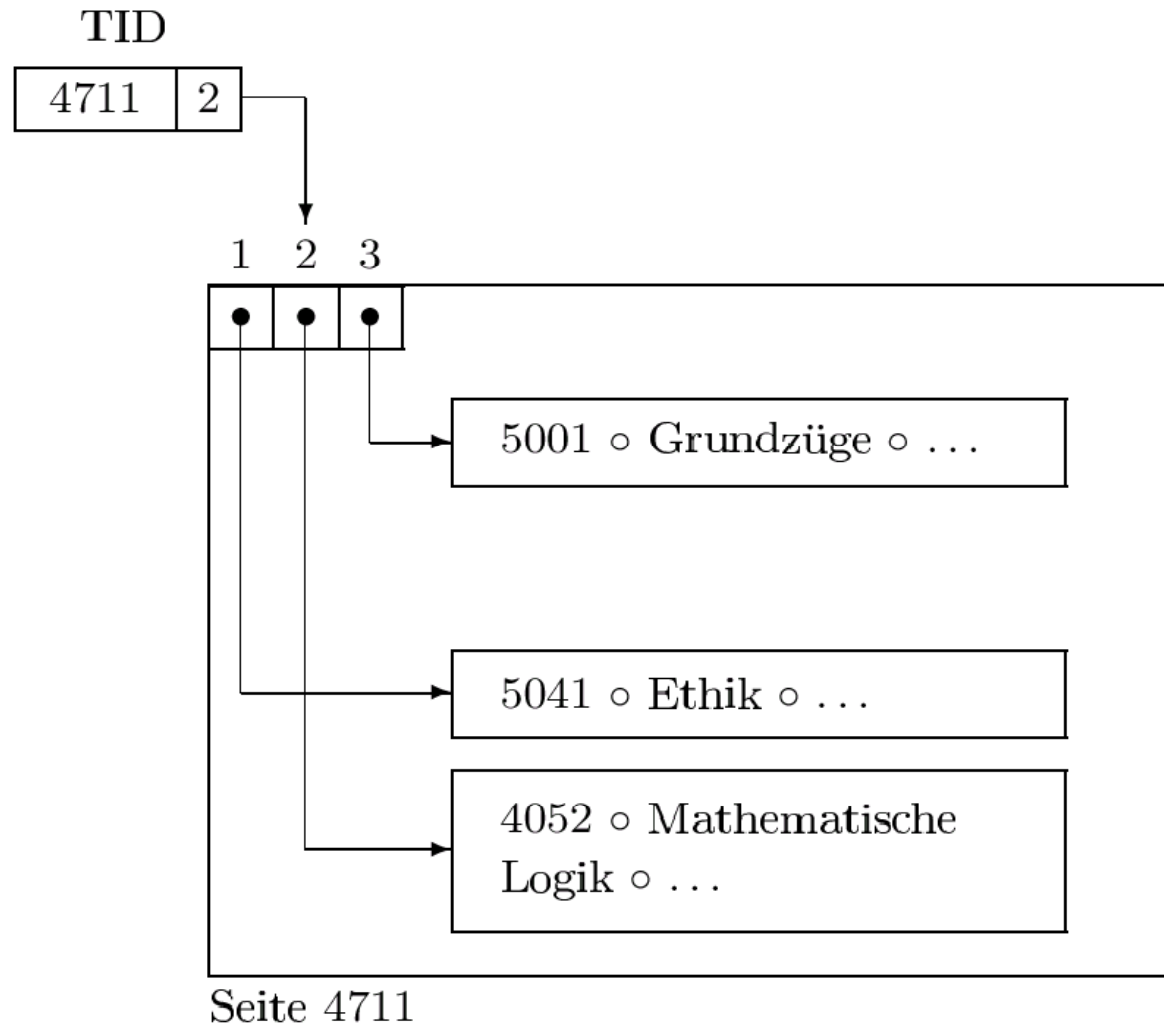 TID
4711 2
1 2 3
5001 ∘ Grundzüge ∘ ...
5041 ∘ Ethik ∘ ...
4052 ∘ Mathematische
Logik ∘ ...
Seite 4711